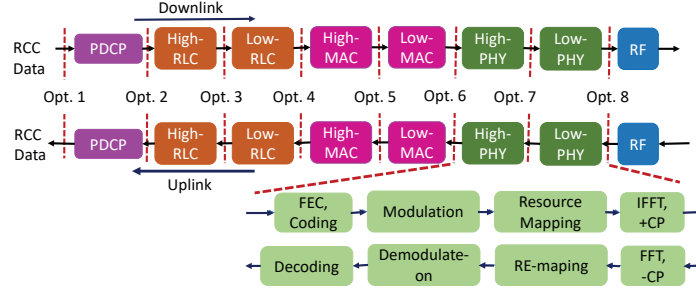 Downlink
RCC Data
PDCP
High-RLC
Low-RLC
High-MAC
Low-MAC
High-PHY
Low-PHY
RF
Opt. 1
Opt. 2
Opt. 3
Opt. 4
Opt. 5
Opt. 6
Opt. 7
Opt. 8
RCC Data
PDCP
High-RLC
Low-RLC
High-MAC
Low-MAC
High-PHY
Low-PHY
RF
Uplink
FEC, Coding
Modulation
Resource Mapping
IFFT, +CP
Decoding
Demodulate-on
RE-maping
FFT, -CP